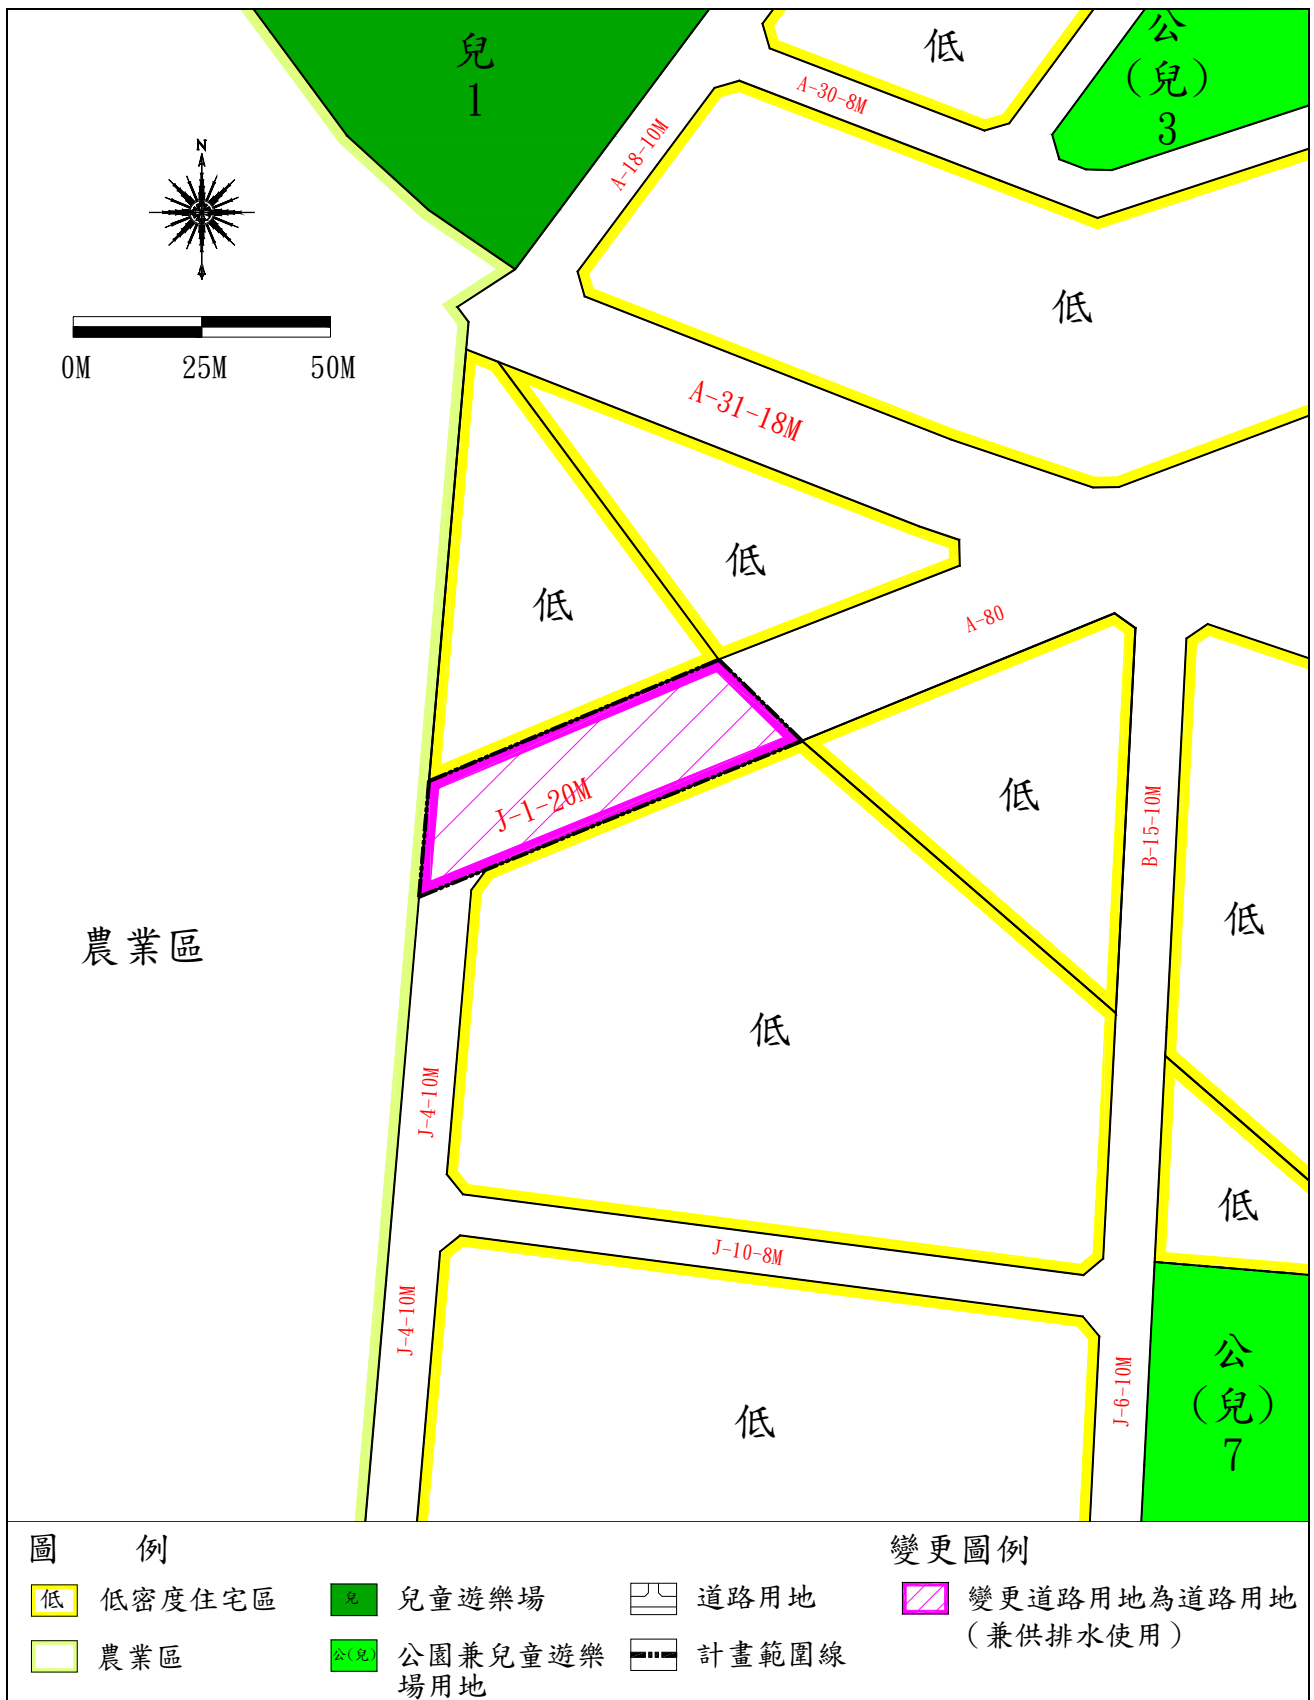 兒
1
低
公
(兒)
3
A-30-8M
A-18-10M
N
低
0M 25M 50M
A-31-18M
低
低
A-80
J-1-20M
低
B-15-10M
低
農業區
低
J-4-10M
低
J-10-8M
J-4-10M
J-6-10M
公
(兒)
7
低
圖 例
低 低密度住宅區
農業區
兒 兒童遊樂場
公(兒) 公園兼兒童遊樂
場用地
道路用地
計畫範圍線
變更圖例
變更道路用地為道路用地
(兼供排水使用)